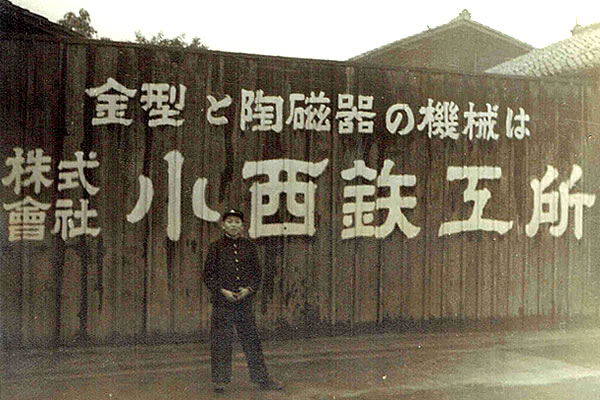 金型と陶磁器の機械は
株式會社 小西鉄工所